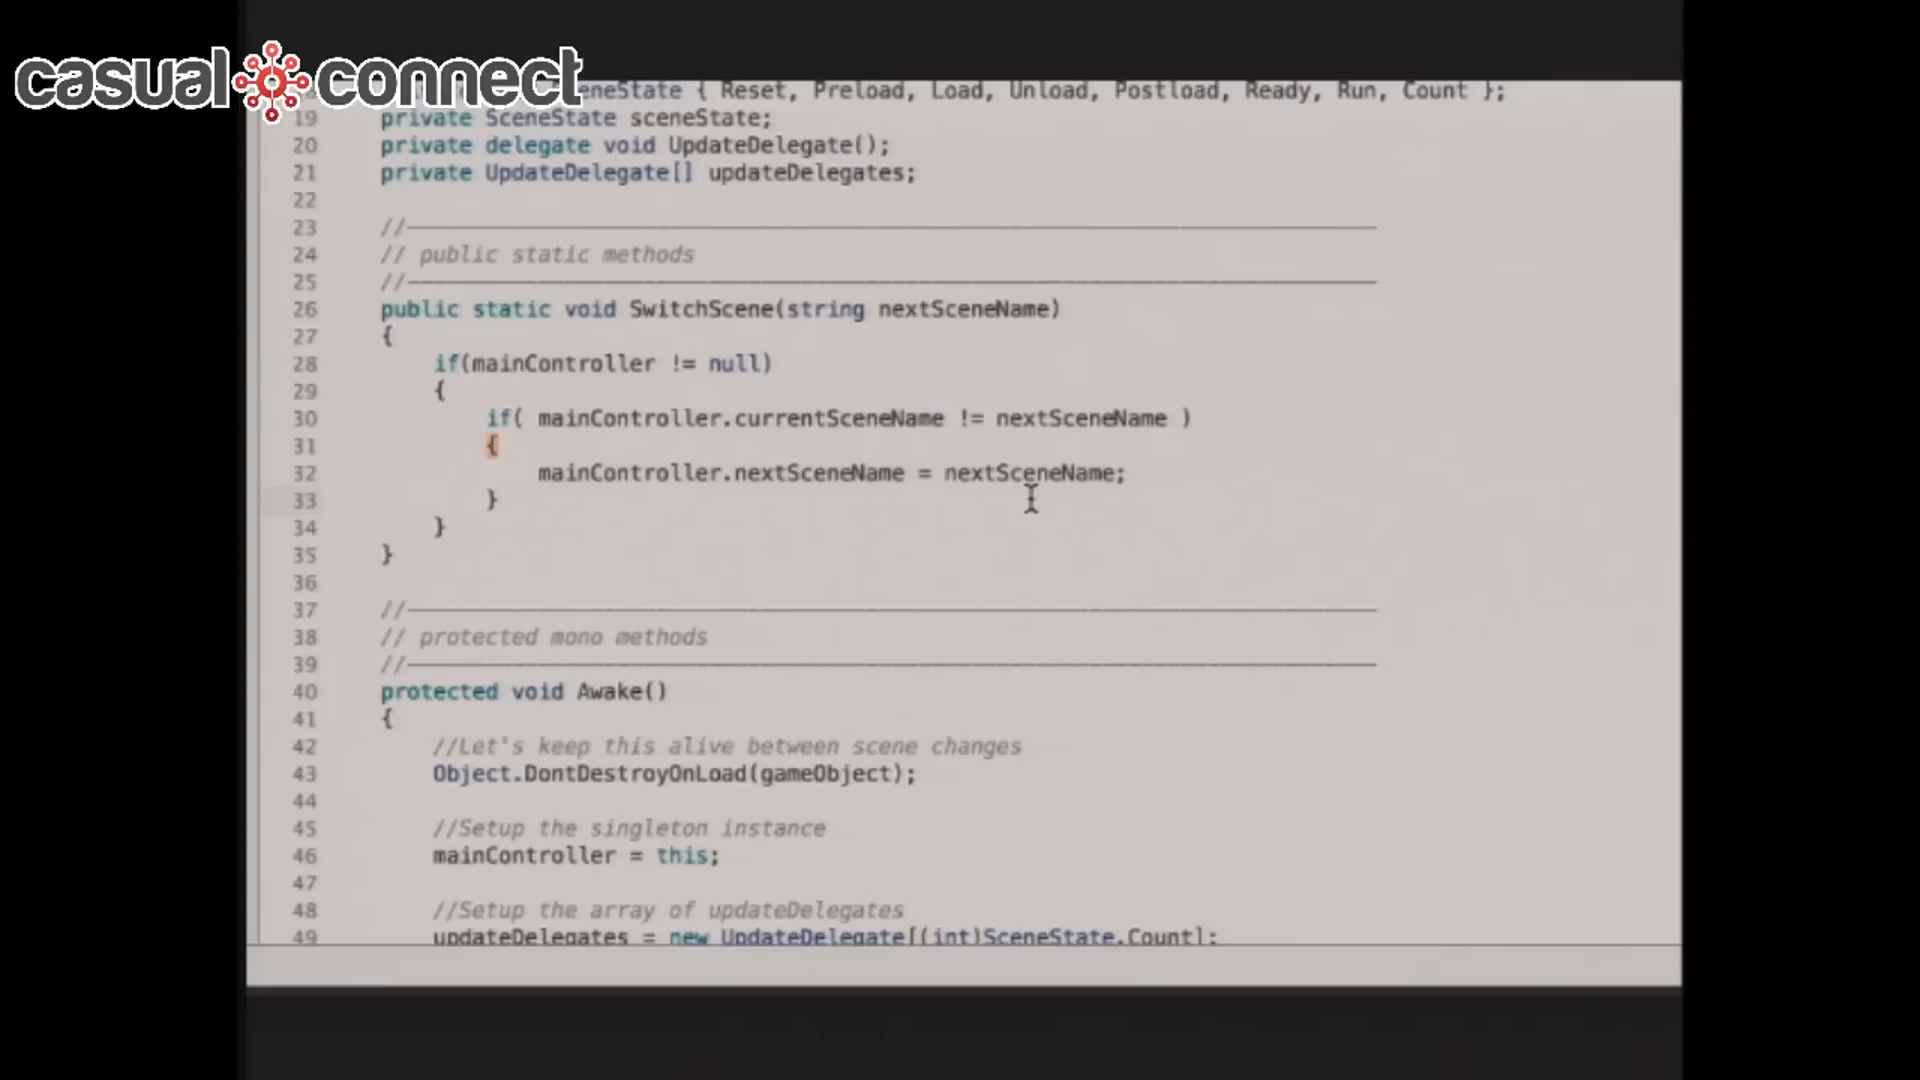 casual connect
eneState { Reset, Preload, Load, Unload, Postload, Ready, Run, Count };
19 private SceneState sceneState;
20 private delegate void UpdateDelegate();
21 private UpdateDelegate[] updateDelegates;
22
23 //
24 // public static methods
25 //
26 public static void SwitchScene(string nextSceneName)
27 {
28 if(mainController != null)
29 {
30 if( mainController.currentSceneName != nextSceneName )
31 {
32 mainController.nextSceneName = nextSceneName;
33 }
34 }
35 }
36
37 //
38 // protected mono methods
39 //
40 protected void Awake()
41 {
42 //Let's keep this alive between scene changes
43 Object.DontDestroyOnLoad(gameObject);
44
45 //Setup the singleton instance
46 mainController = this;
47
48 //Setup the array of updateDelegates
49 updateDelegates = new UpdateDelegate[(int)SceneState.Count];